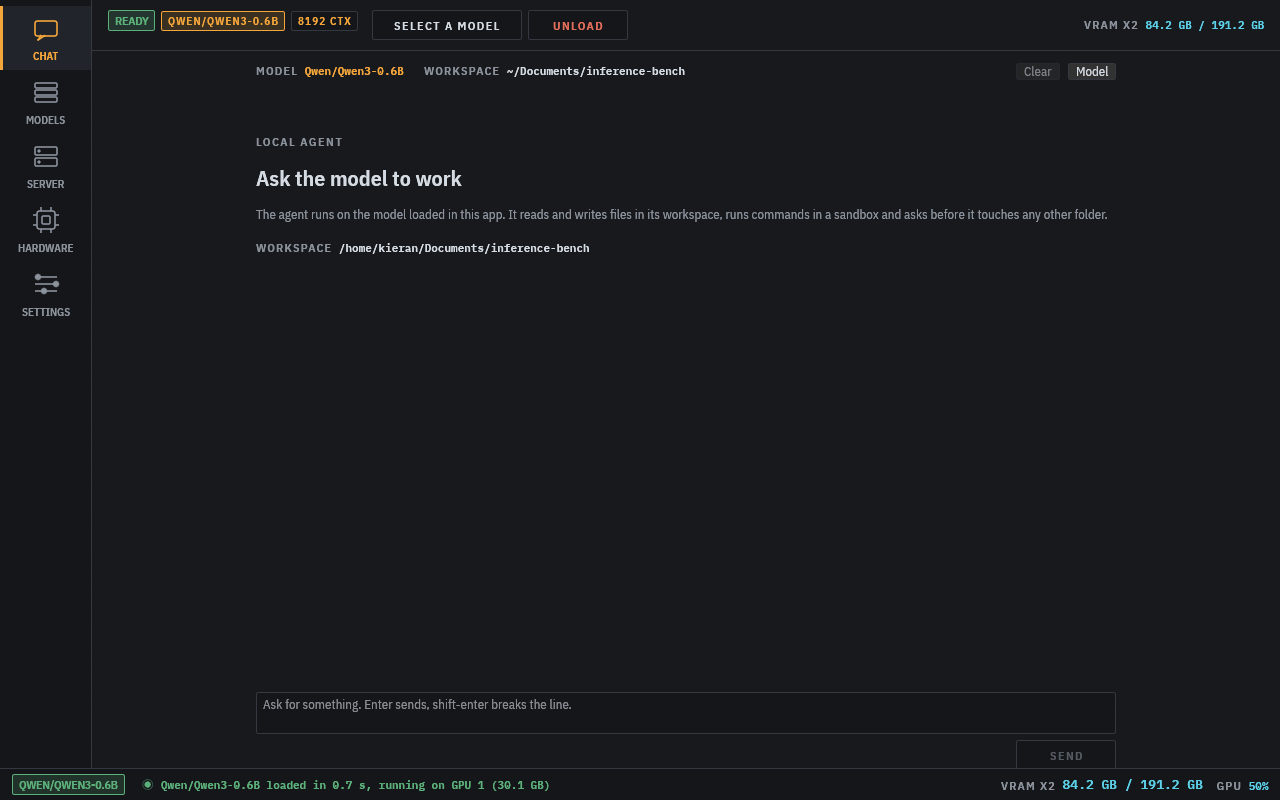 READY QWEN/QWEN3-0.6B 8192 CTX SELECT A MODEL UNLOAD VRAM X2 84.2 GB / 191.2 GB
CHAT
MODELS
SERVER
HARDWARE
SETTINGS
MODEL Qwen/Qwen3-0.6B WORKSPACE ~/Documents/inference-bench Clear Model
LOCAL AGENT
Ask the model to work
The agent runs on the model loaded in this app. It reads and writes files in its workspace, runs commands in a sandbox and asks before it touches any other folder.
WORKSPACE /home/kieran/Documents/inference-bench
Ask for something. Enter sends, shift-enter breaks the line.
SEND
QWEN/QWEN3-0.6B Qwen/Qwen3-0.6B loaded in 0.7 s, running on GPU 1 (30.1 GB) VRAM X2 84.2 GB / 191.2 GB GPU 50%